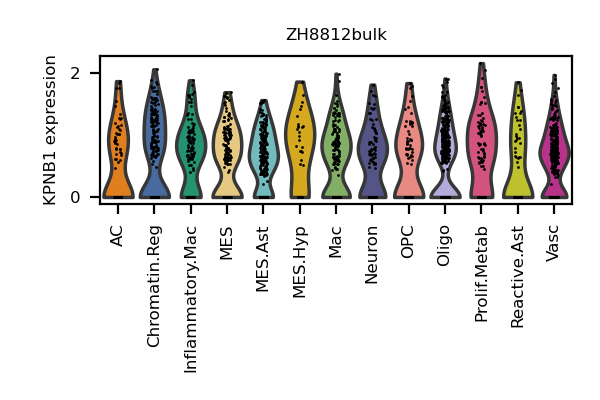 ZH8812bulk
KPNB1 expression
2
0
AC
Chromatin.Reg
Inflammatory.Mac
MES
MES.Ast
MES.Hyp
Mac
Neuron
OPC
Oligo
Prolif.Metab
Reactive.Ast
Vasc